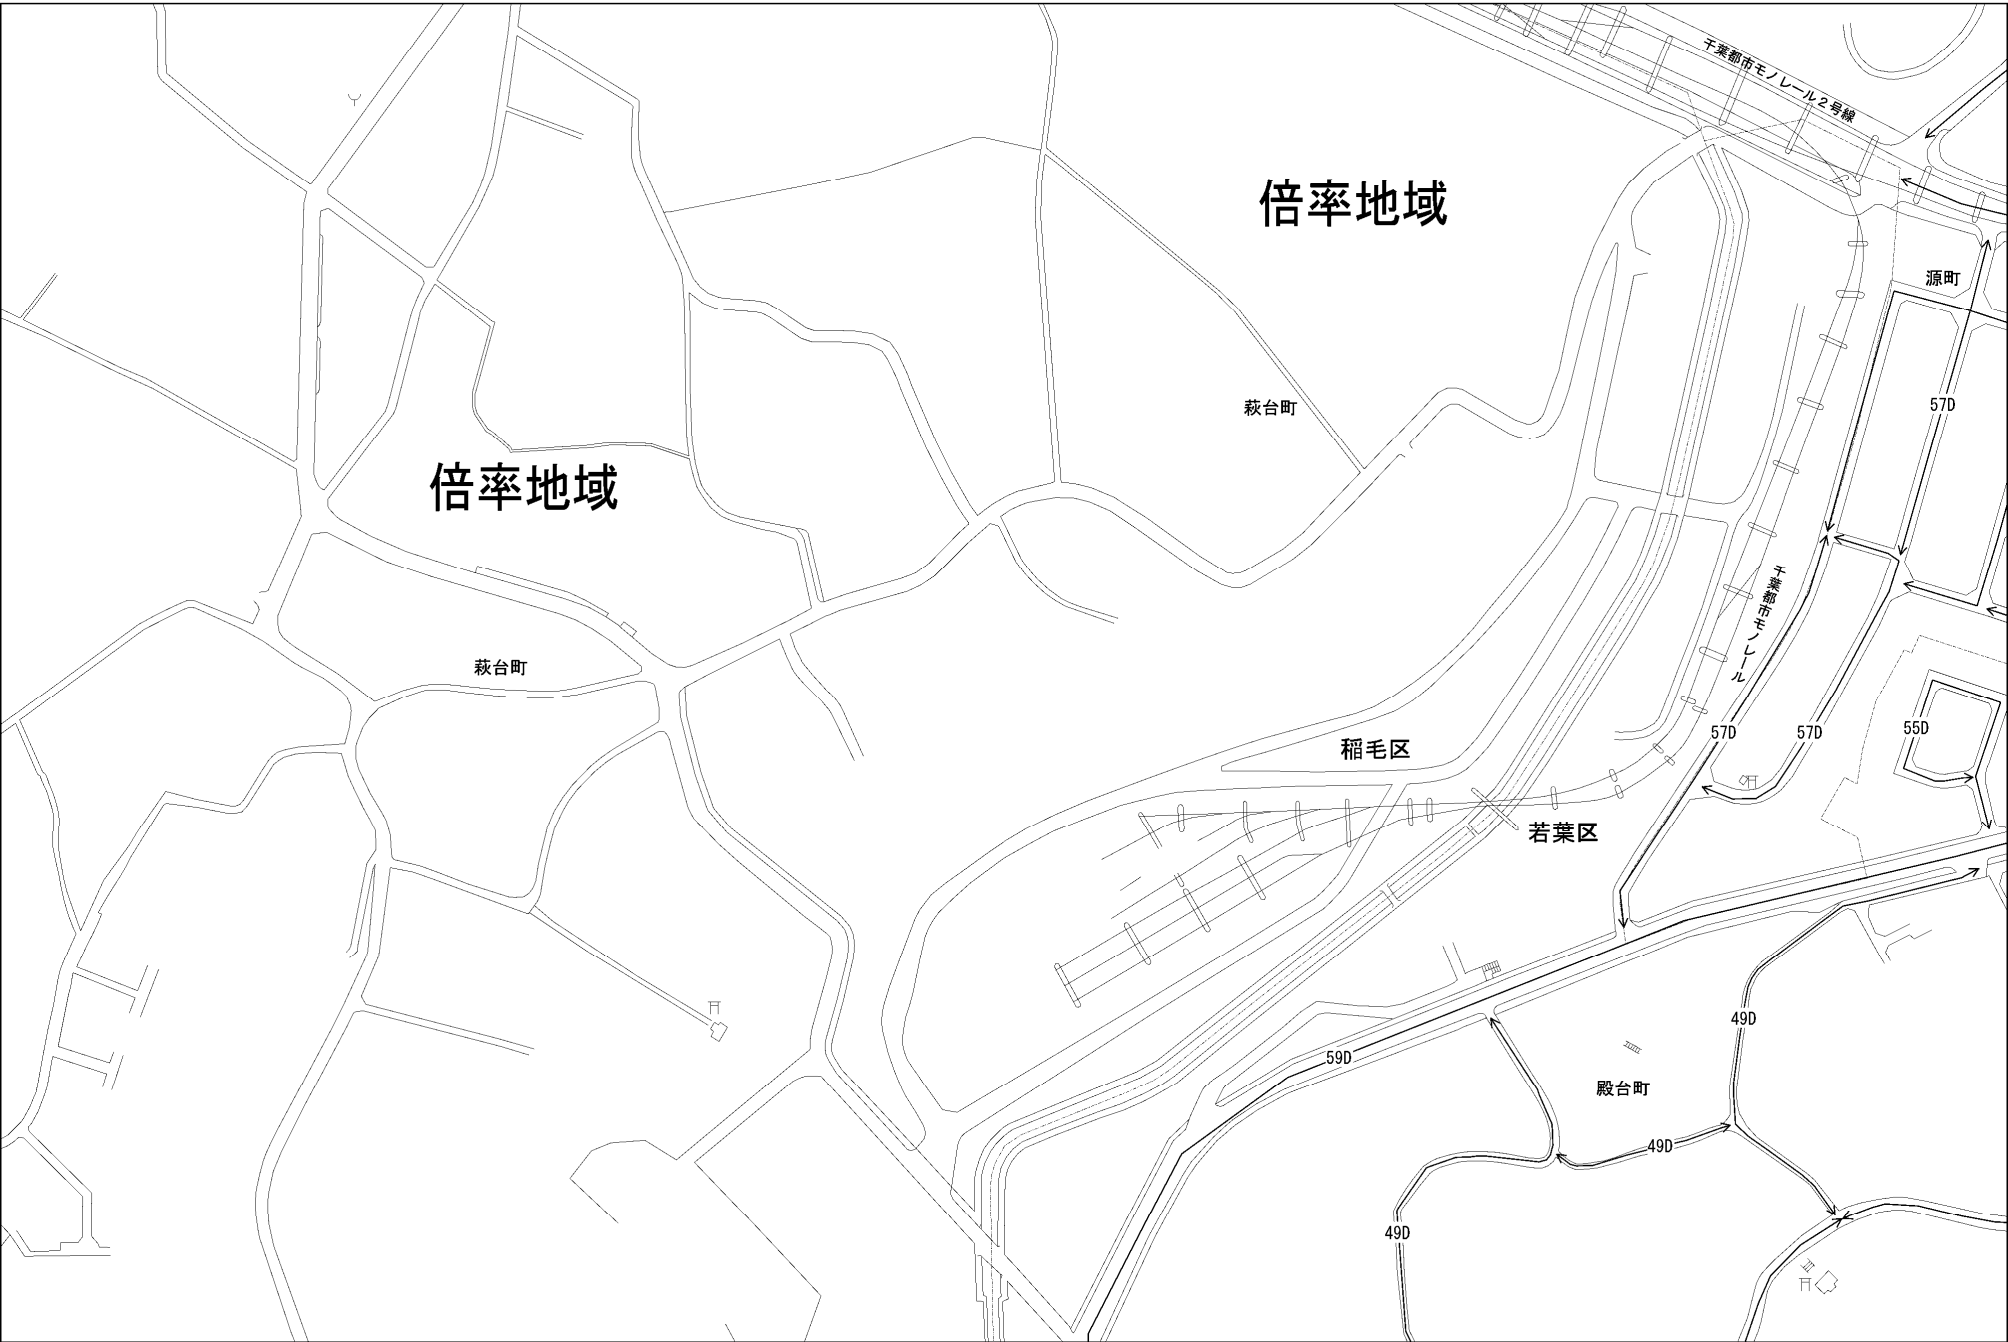 千葉都市モノレール2号線
倍率地域
源町
57D
萩台町
倍率地域
千葉都市モノレール
萩台町
57D
57D
55D
稲毛区
若葉区
49D
59D
殿台町
49D
49D